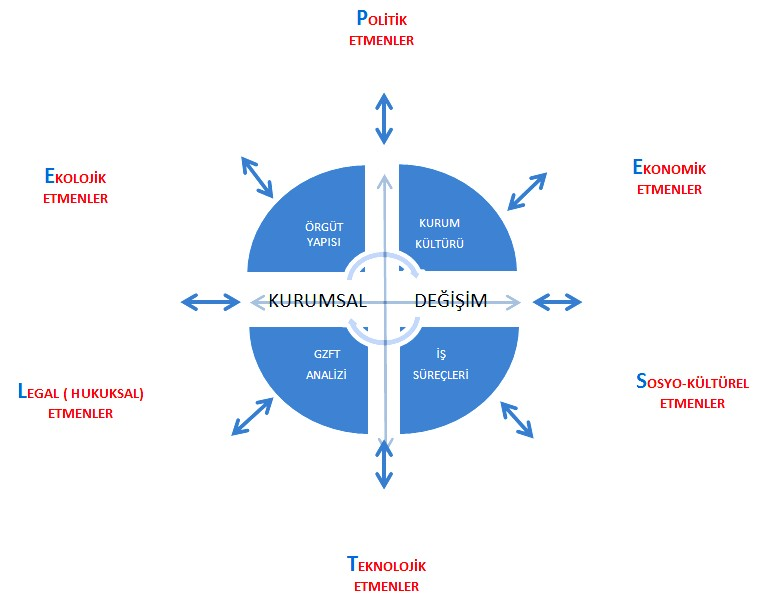 POLİTİK
ETMENLER
EKOLOJİK
ETMENLER
EKONOMİK
ETMENLER
ÖRGÜT
YAPISI
KURUM
KÜLTÜRÜ
KURUMSAL DEĞİŞİM
GZFT
ANALİZİ
İŞ
SÜREÇLERİ
LEGAL ( HUKUKSAL)
ETMENLER
SOSYO-KÜLTÜREL
ETMENLER
TEKNOLOJİK
ETMENLER